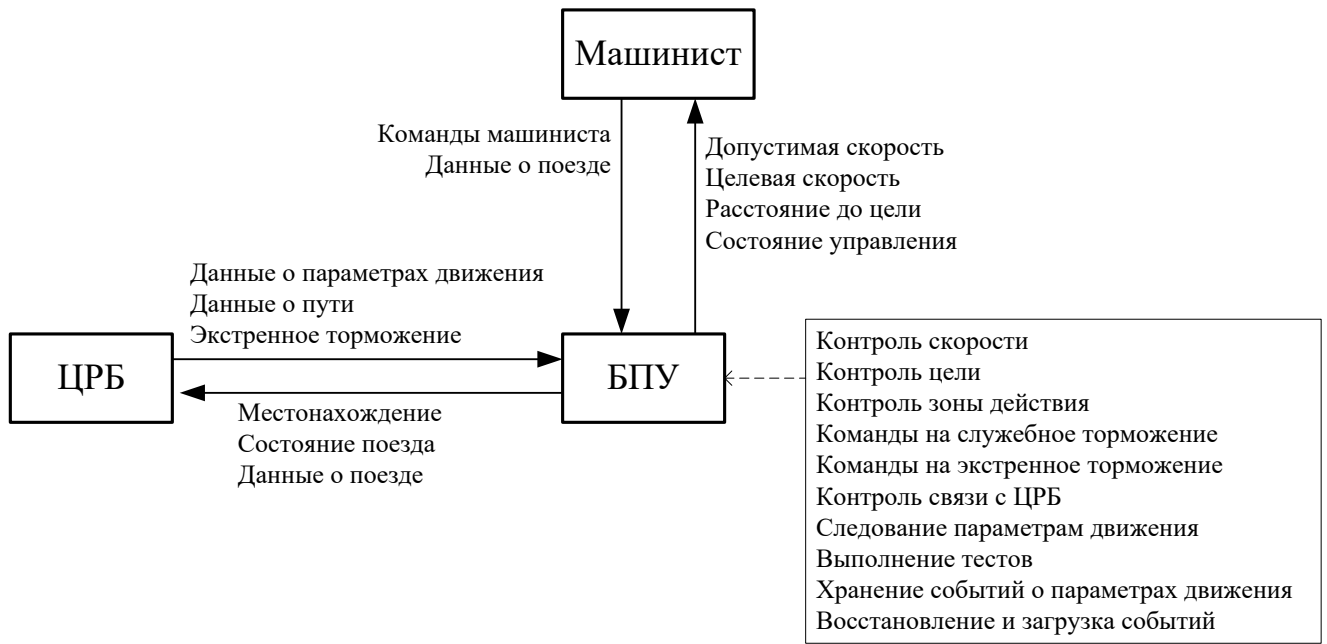 Машинист
Команды машиниста
Данные о поезде
Допустимая скорость
Целевая скорость
Расстояние до цели
Состояние управления
Данные о параметрах движения
Данные о пути
Экстренное торможение
ЦРБ
БПУ
Местонахождение
Состояние поезда
Данные о поезде
Контроль скорости
Контроль цели
Контроль зоны действия
Команды на служебное торможение
Команды на экстренное торможение
Контроль связи с ЦРБ
Следование параметрам движения
Выполнение тестов
Хранение событий о параметрах движения
Восстановление и загрузка событий